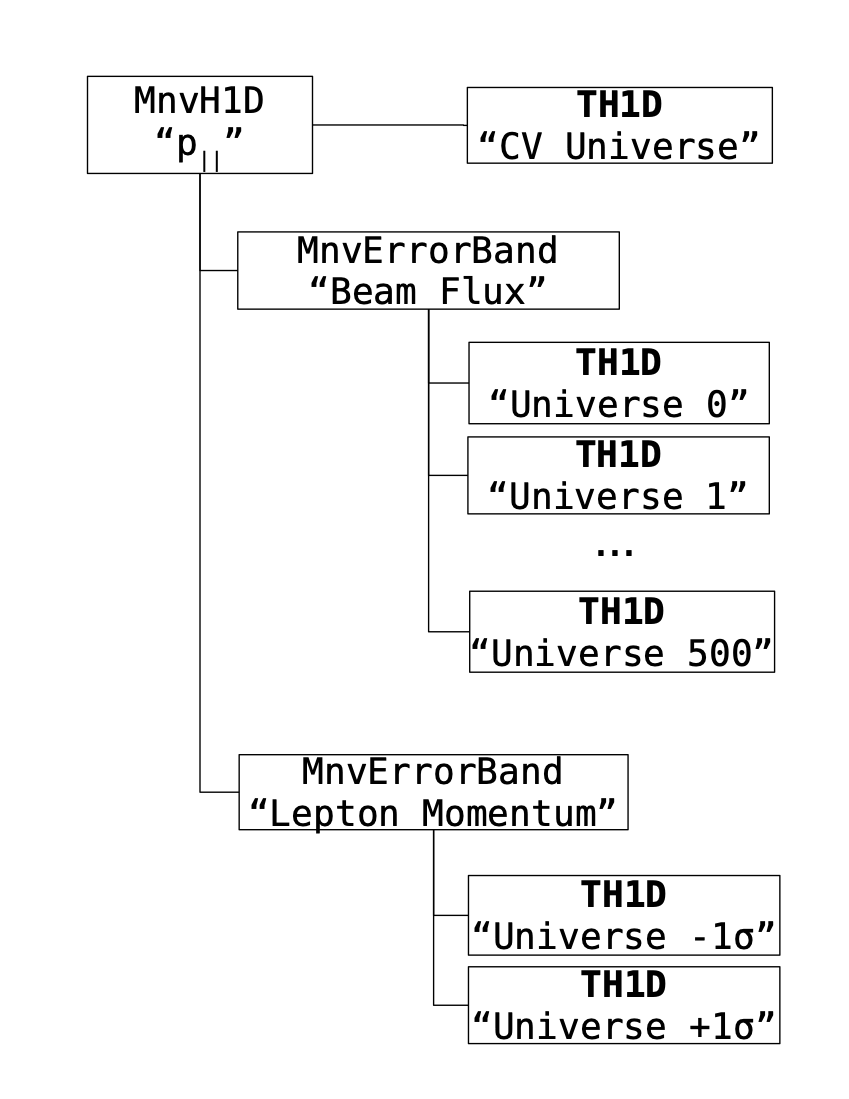 MnvH1D
“p||”
TH1D
“CV Universe”
MnvErrorBand
“Beam Flux”
TH1D
“Universe 0”
TH1D
“Universe 1”
...
TH1D
“Universe 500”
MnvErrorBand
“Lepton Momentum”
TH1D
“Universe -1σ”
TH1D
“Universe +1σ”